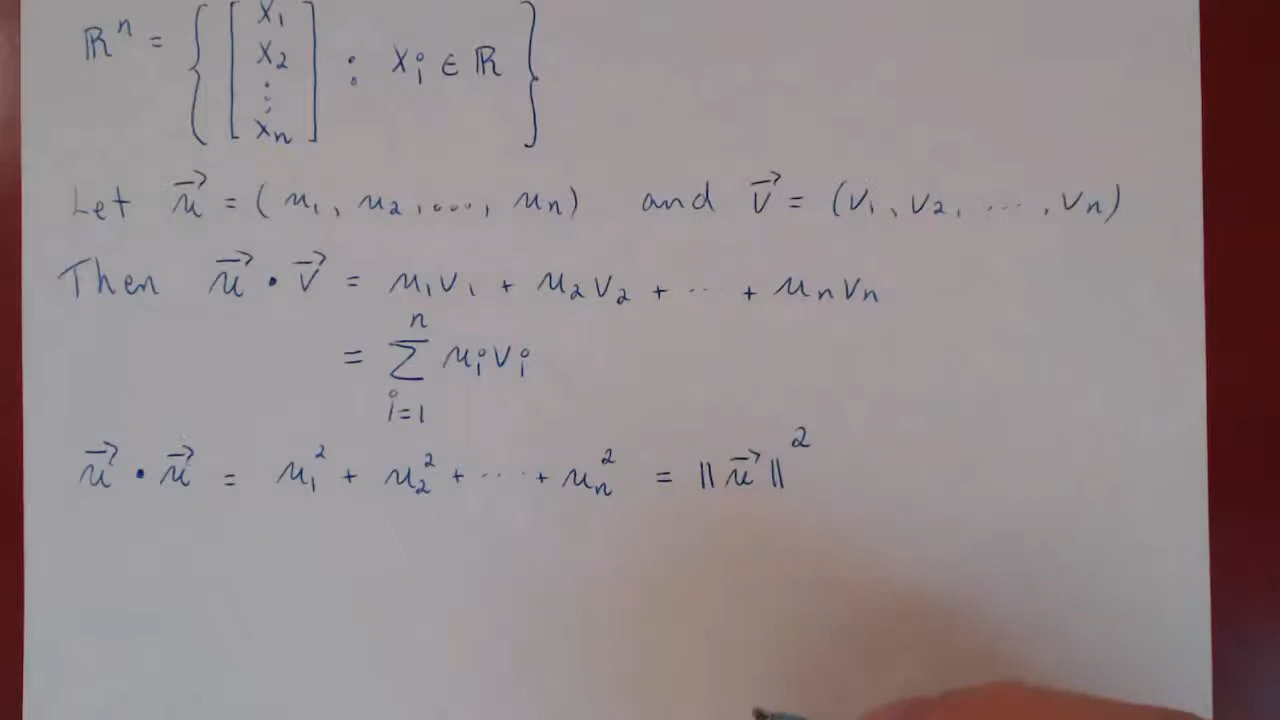 ℝⁿ = { [ x₁ x₂ ⋮ xₙ ] : xᵢ ∈ ℝ }
Let u⃗ = (u₁, u₂, ..., uₙ) and v⃗ = (v₁, v₂, ..., vₙ)
Then u⃗ • v⃗ = u₁v₁ + u₂v₂ + ⋯ + uₙvₙ
= ∑ᵢ₌₁ⁿ uᵢvᵢ
u⃗ • u⃗ = u₁² + u₂² + ⋯ + uₙ² = ‖u⃗‖²